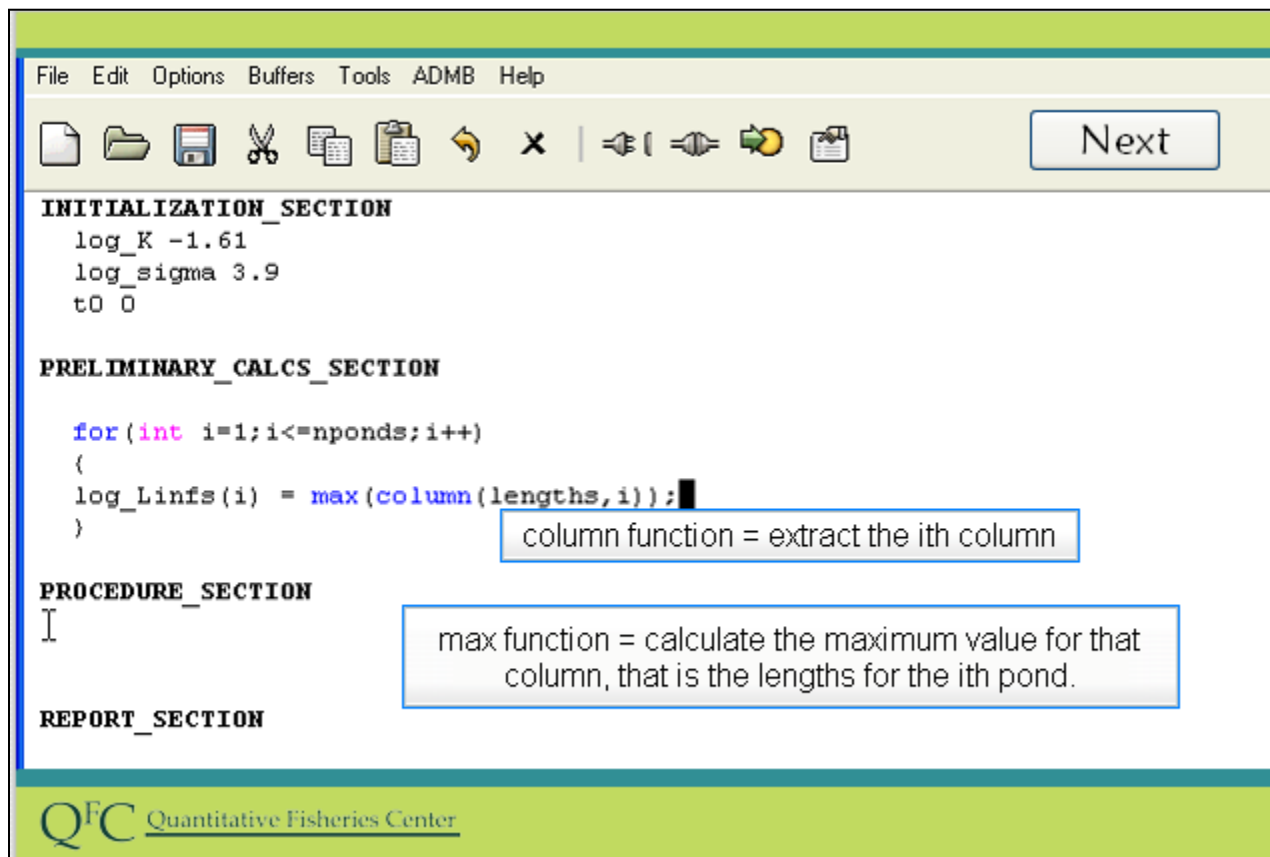 File Edit Options Buffers Tools ADMB Help
Next
INITIALIZATION_SECTION
log_K -1.61
log_sigma 3.9
t0 0
PRELIMINARY_CALCS_SECTION
for(int i=1;i<=nponds;i++)
{
log_Linfs(i) = max(column(lengths,i));
}
column function = extract the ith column
PROCEDURE_SECTION
max function = calculate the maximum value for that
column, that is the lengths for the ith pond.
REPORT_SECTION
QFC Quantitative Fisheries Center